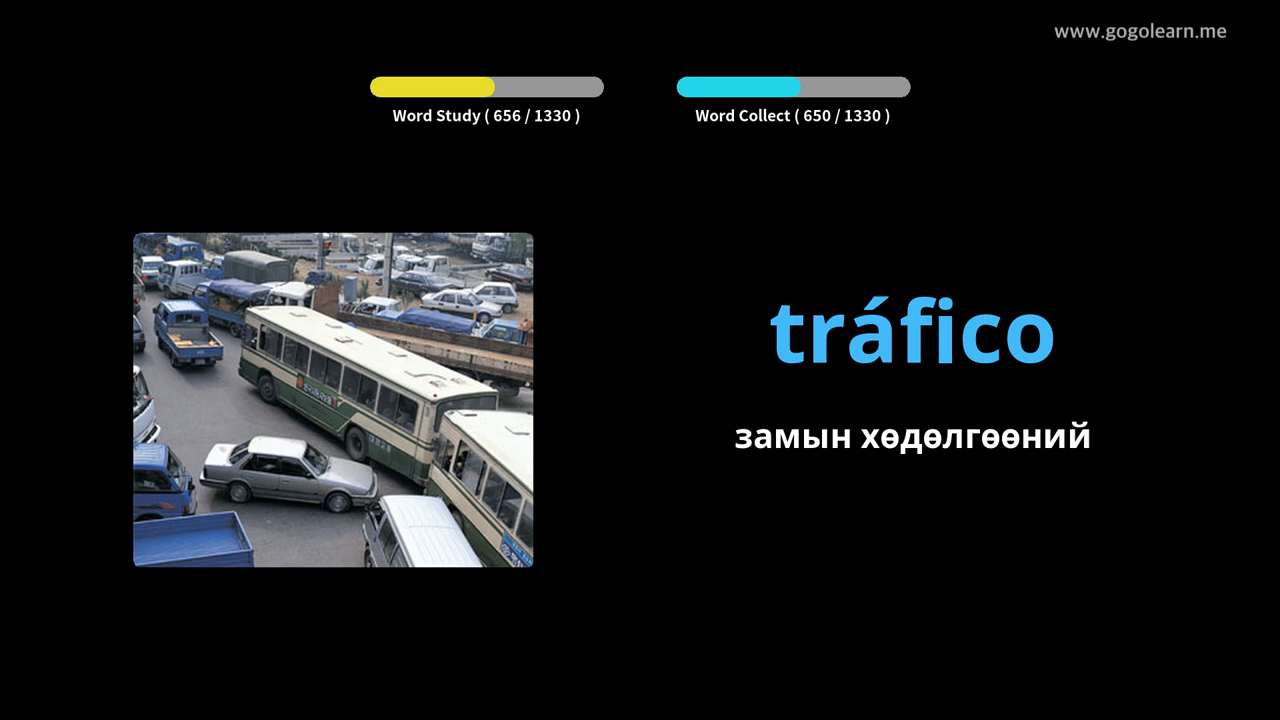 www.gogolearn.me
Word Study ( 656 / 1330 )
Word Collect ( 650 / 1330 )
tráfico
замын хөдөлгөөний